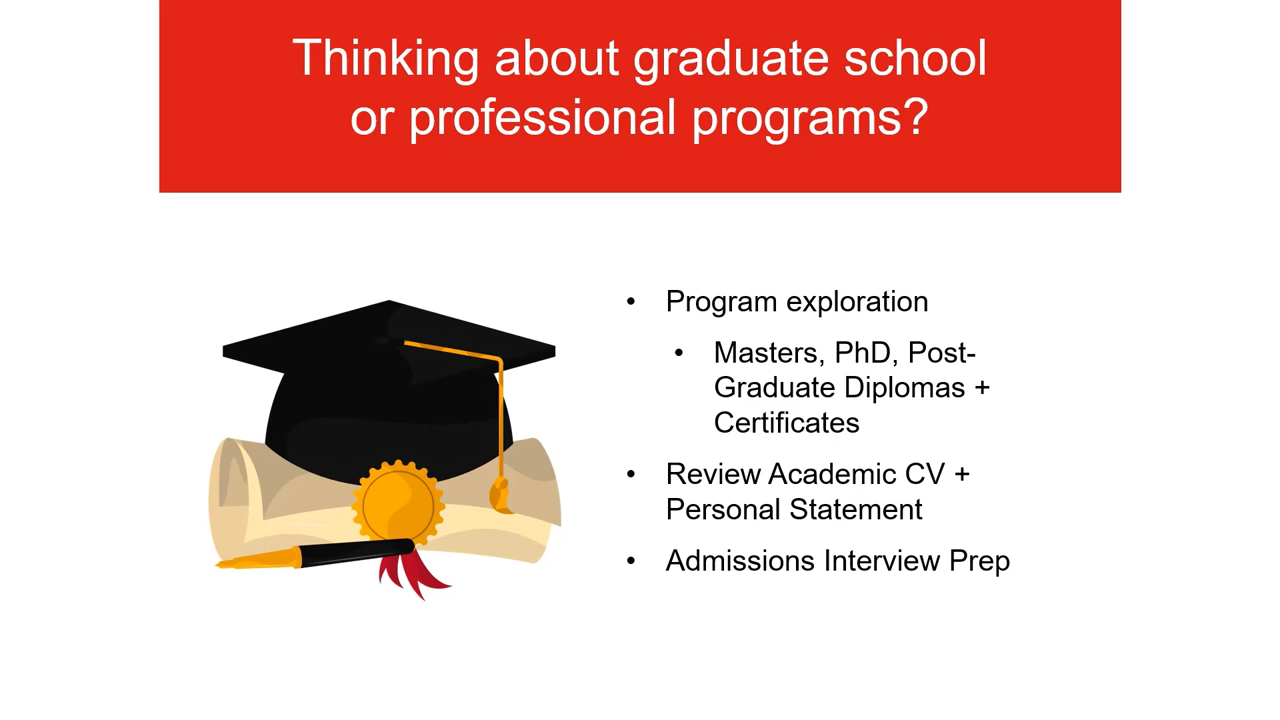 Thinking about graduate school
or professional programs?
• Program exploration
• Masters, PhD, Post-
Graduate Diplomas +
Certificates
• Review Academic CV +
Personal Statement
• Admissions Interview Prep